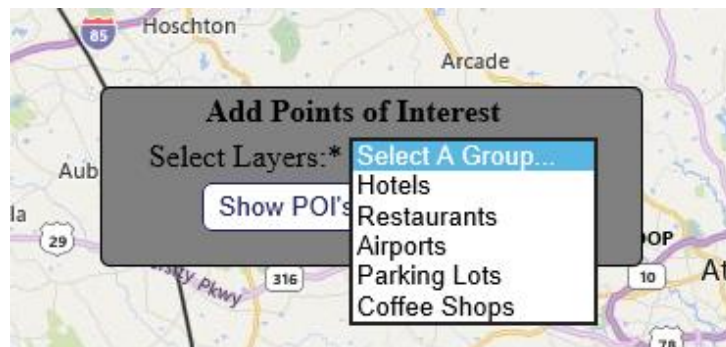 85
Hoschton
Arcade
Add Points of Interest
Select Layers:* Select A Group...
Hotels
Show POI's
Restaurants
Airports
Parking Lots
Coffee Shops
Aub
la
29
316
Pkwy
OOP
10
At
78